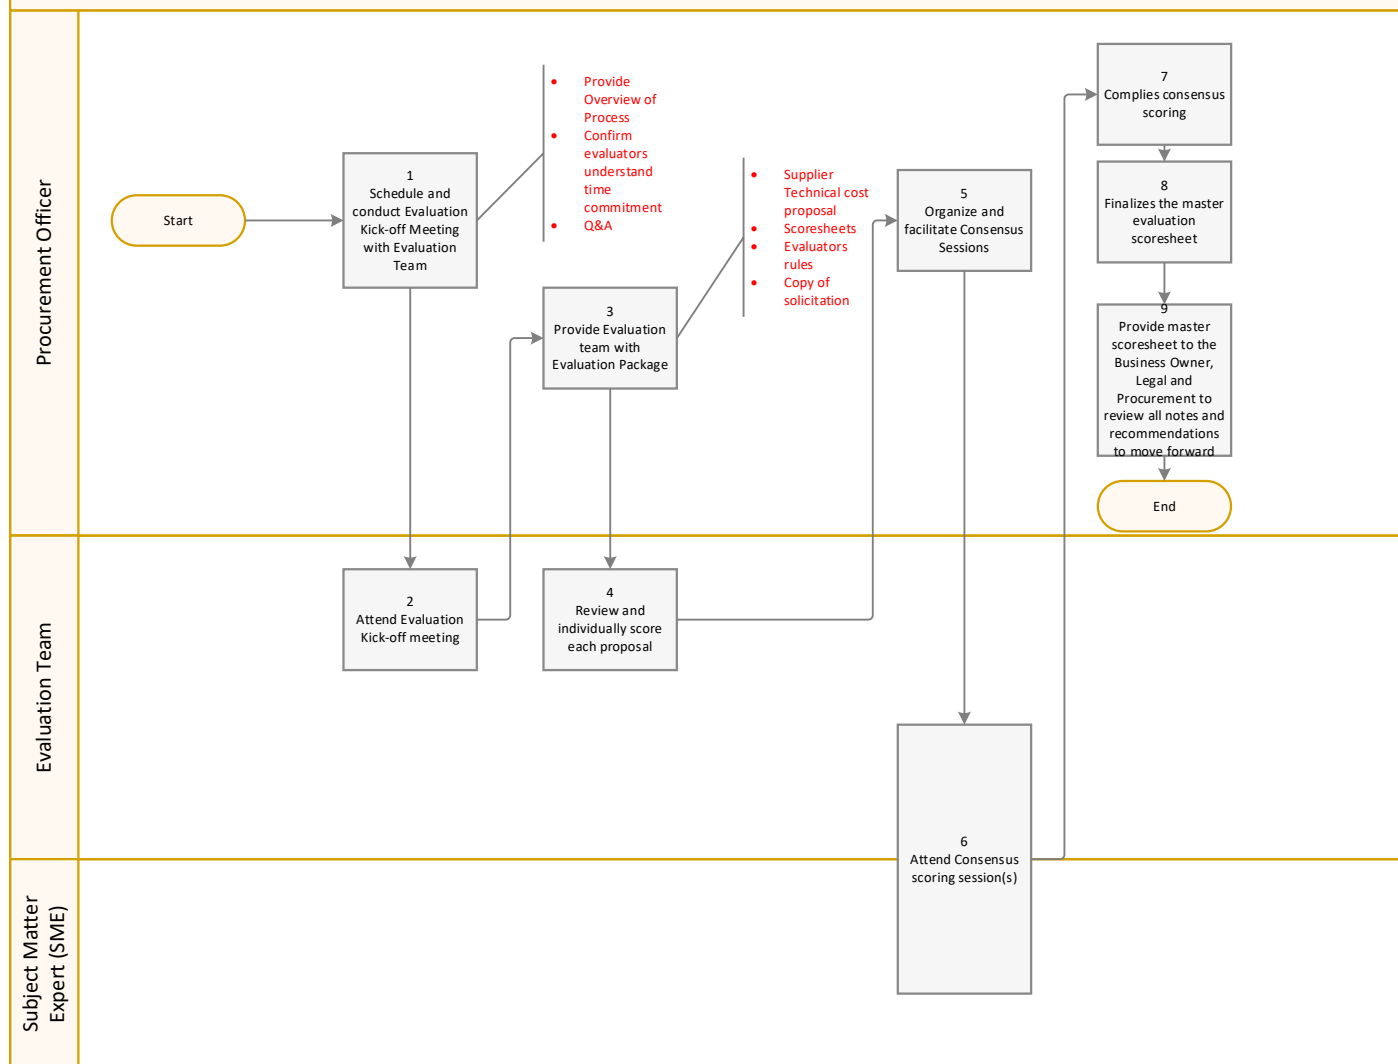 Procurement Officer
Start
1
Schedule and
conduct Evaluation
Kick-off Meeting
with Evaluation
Team
• Provide
Overview of
Process
• Confirm
evaluators
understand
time
commitment
• Q&A
3
Provide Evaluation
team with
Evaluation Package
• Supplier
Technical cost
proposal
• Scoresheets
• Evaluators
rules
• Copy of
solicitation
5
Organize and
facilitate Consensus
Sessions
7
Complies consensus
scoring
8
Finalizes the master
evaluation
scoresheet
9
Provide master
scoresheet to the
Business Owner,
Legal and
Procurement to
review all notes and
recommendations
to move forward
End
Evaluation Team
2
Attend Evaluation
Kick-off meeting
4
Review and
individually score
each proposal
6
Attend Consensus
scoring session(s)
Subject Matter
Expert (SME)